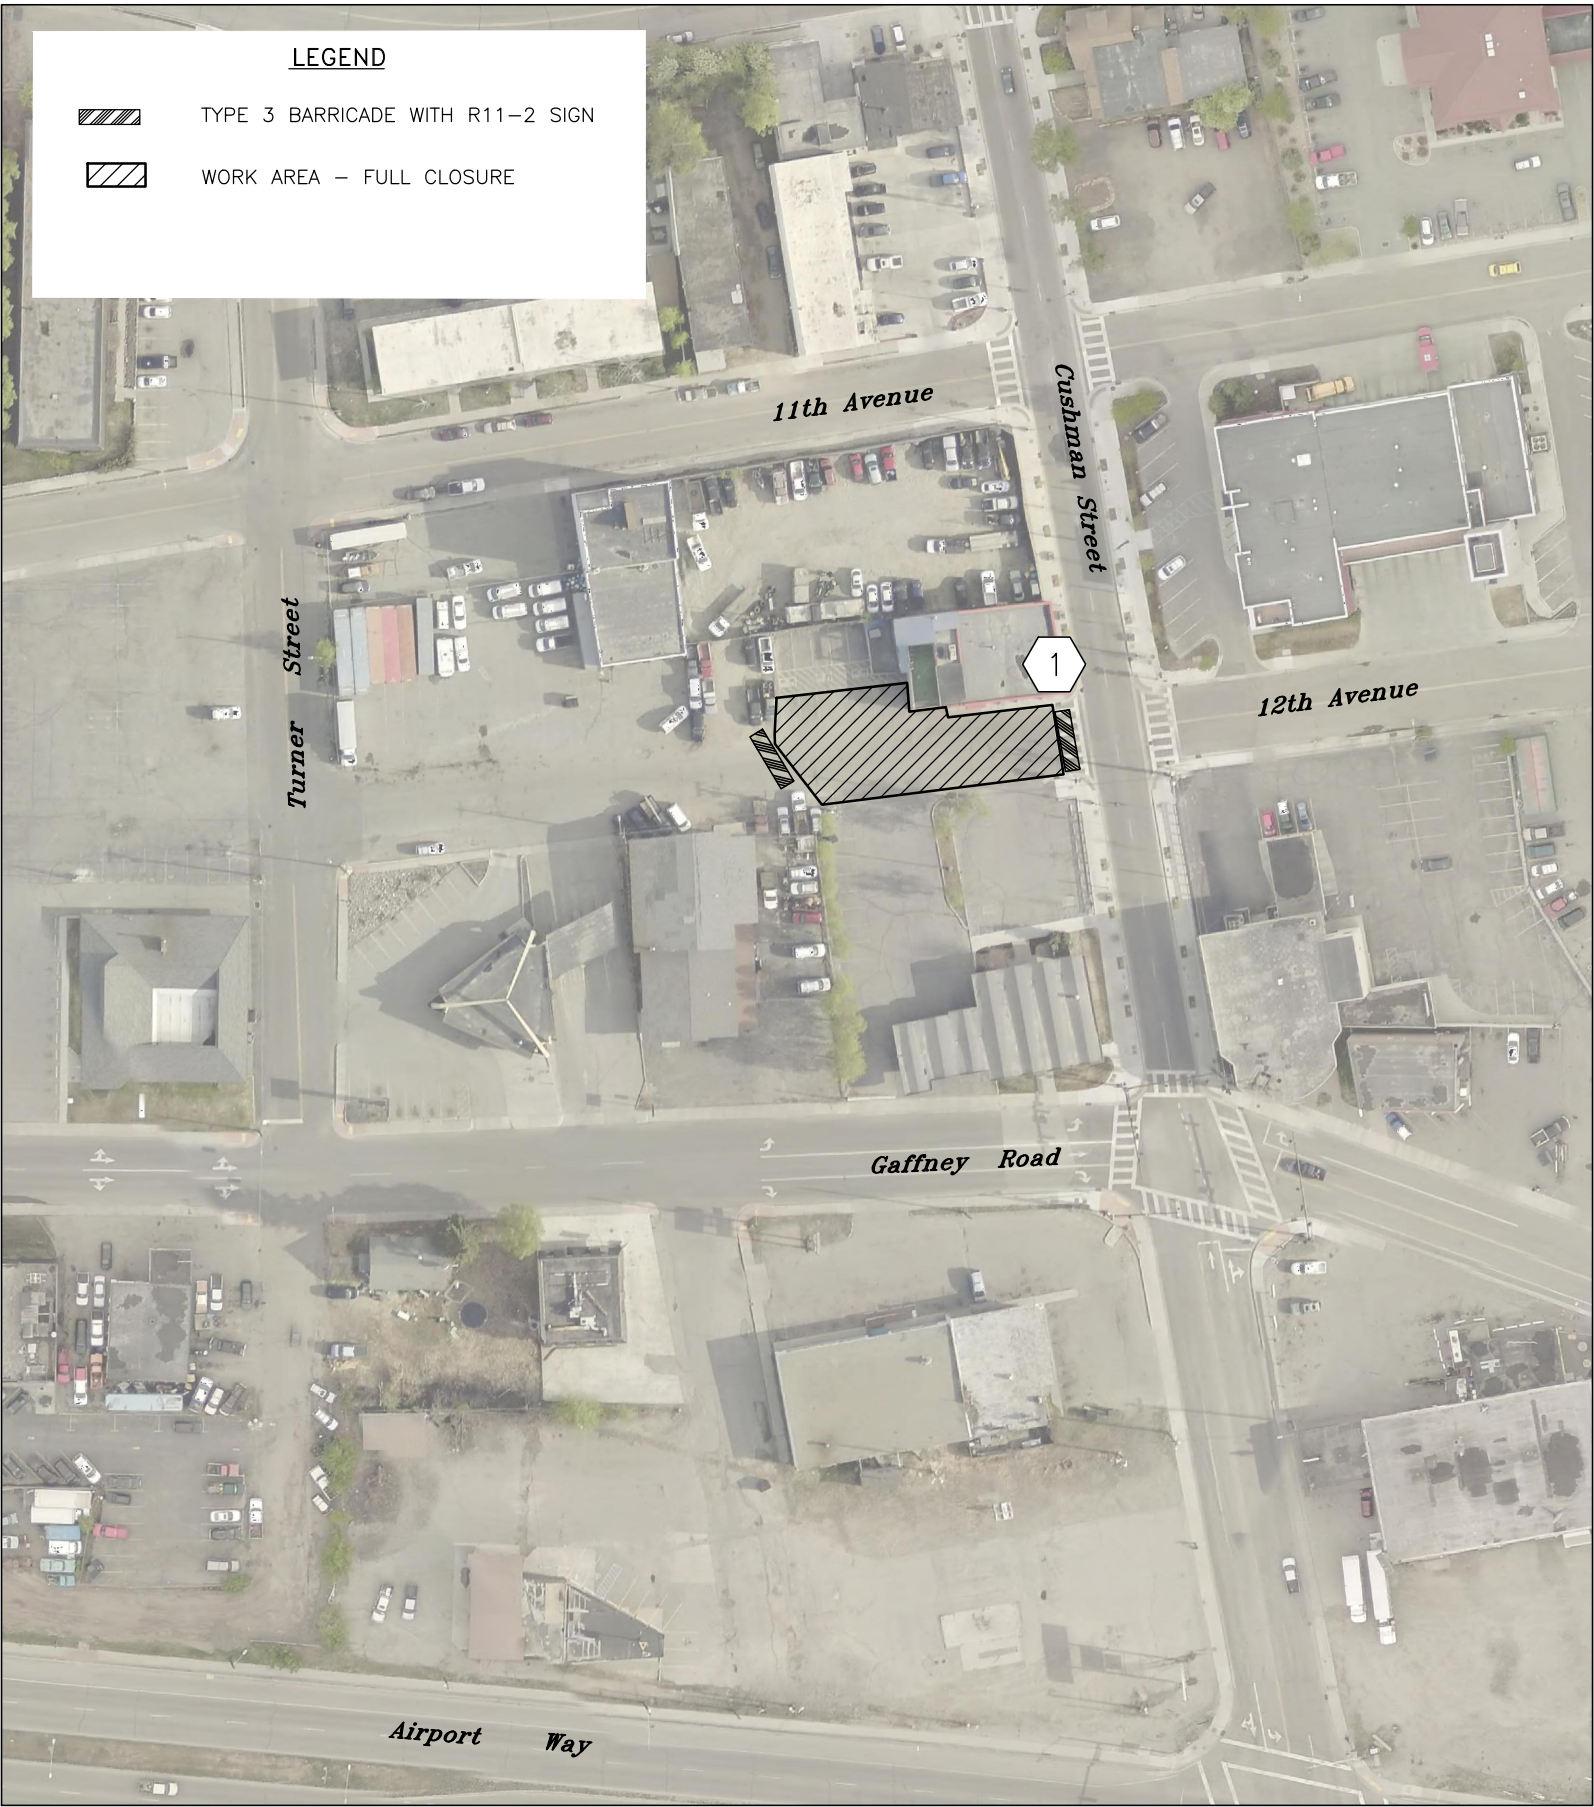 LEGEND
TYPE 3 BARRICADE WITH R11-2 SIGN
WORK AREA - FULL CLOSURE
11th Avenue
Cushman Street
Turner Street
1
12th Avenue
Gaffney Road
Airport Way